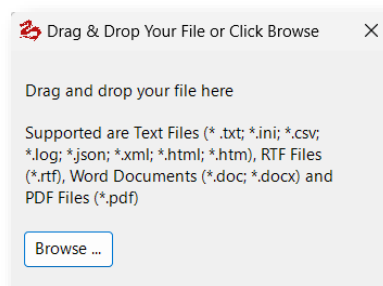 Drag & Drop Your File or Click Browse
Drag and drop your file here
Supported are Text Files (* .txt; *.ini; *.csv;
*.log; *.json; *.xml; *.html; *.htm), RTF Files
(*.rtf), Word Documents (*.doc; *.docx) and
PDF Files (*.pdf)
Browse ...